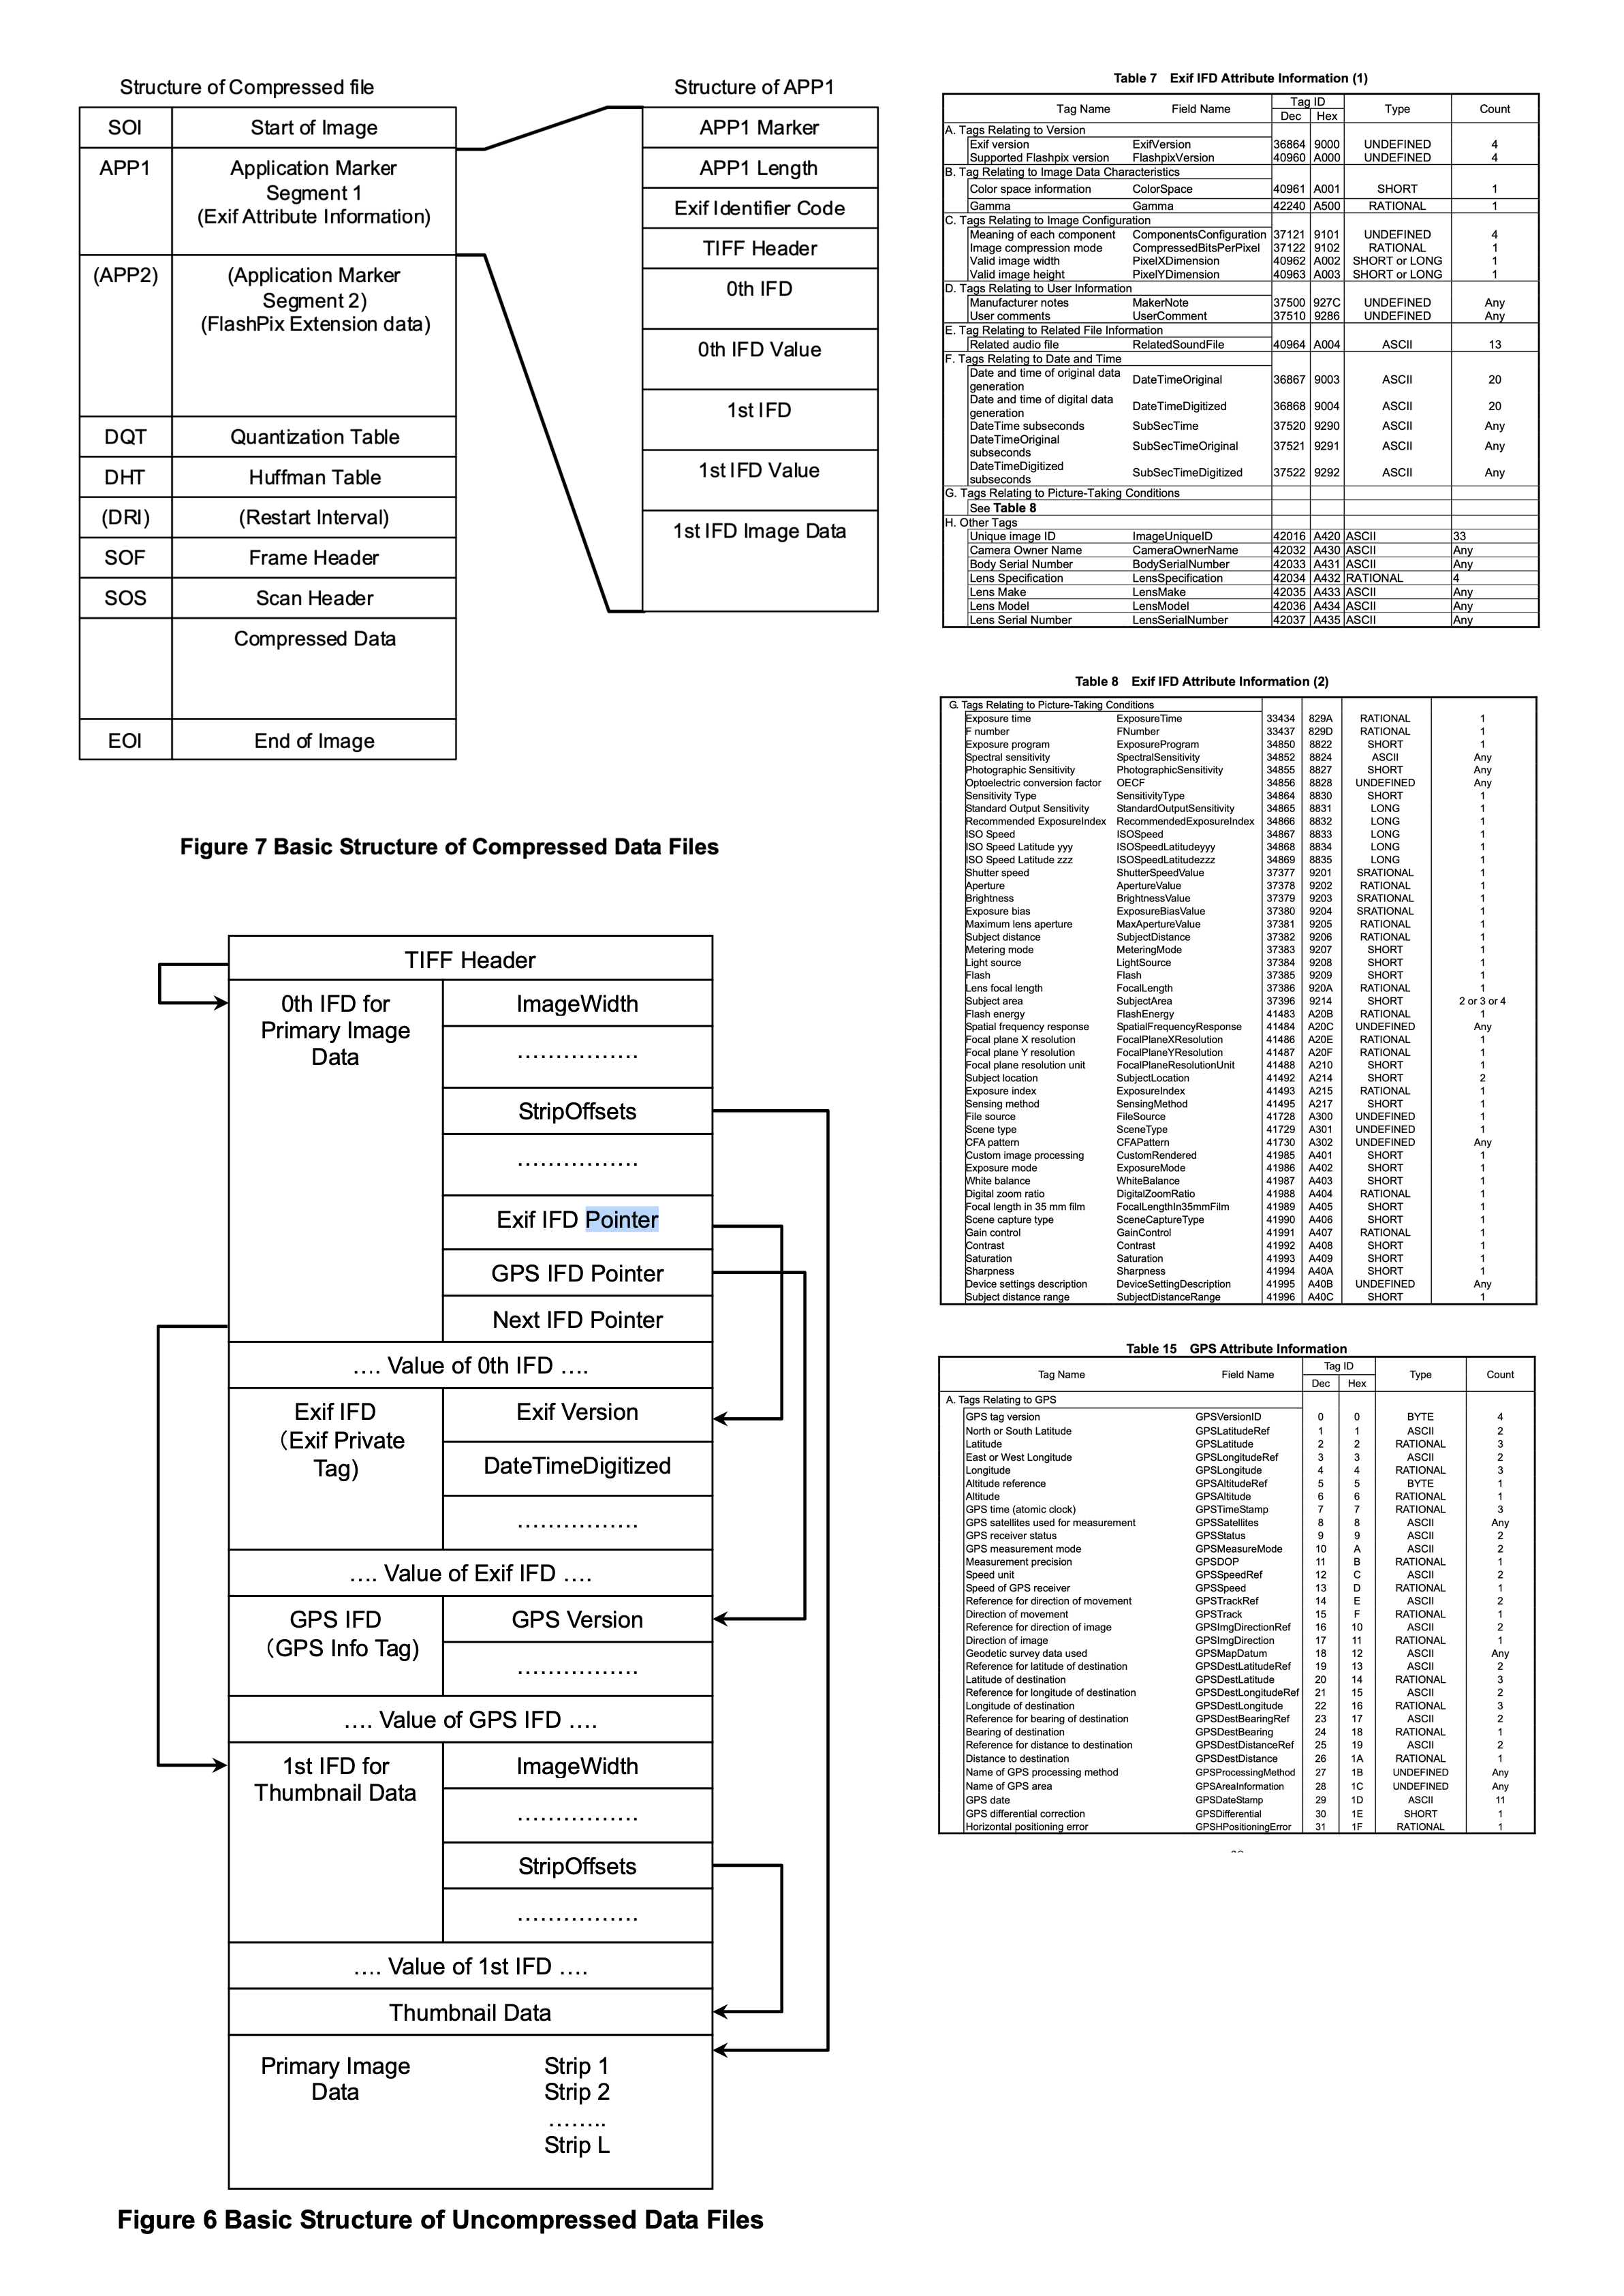 Structure of Compressed file
SOI Start of Image
APP1 Application Marker
Segment 1
(Exif Attribute Information)
(APP2) (Application Marker
Segment 2)
(FlashPix Extension data)
DQT Quantization Table
DHT Huffman Table
(DRI) (Restart Interval)
SOF Frame Header
SOS Scan Header
Compressed Data
EOI End of Image
Structure of APP1
APP1 Marker
APP1 Length
Exif Identifier Code
TIFF Header
0th IFD
0th IFD Value
1st IFD
1st IFD Value
1st IFD Image Data
Figure 7 Basic Structure of Compressed Data Files
TIFF Header
0th IFD for
Primary Image
Data
ImageWidth
................
StripOffsets
................
Exif IFD Pointer
GPS IFD Pointer
Next IFD Pointer
.... Value of 0th IFD ....
Exif IFD
(Exif Private
Tag)
Exif Version
DateTimeDigitized
................
.... Value of Exif IFD ....
GPS IFD
(GPS Info Tag)
GPS Version
................
.... Value of GPS IFD ....
1st IFD for
Thumbnail Data
ImageWidth
................
StripOffsets
................
.... Value of 1st IFD ....
Thumbnail Data
Primary Image
Data
Strip 1
Strip 2
........
Strip L
Figure 6 Basic Structure of Uncompressed Data Files
Table 7 Exif IFD Attribute Information (1)
Tag Name Field Name Tag ID Type Count
Dec Hex
A. Tags Relating to Version
Exif version ExifVersion 36864 9000 UNDEFINED 4
Supported Flashpix version FlashpixVersion 40960 A000 UNDEFINED 4
B. Tag Relating to Image Data Characteristics
Color space information ColorSpace 40961 A001 SHORT 1
Gamma Gamma 42240 A500 RATIONAL 1
C. Tags Relating to Image Configuration
Meaning of each component ComponentsConfiguration 37121 9101 UNDEFINED 4
Image compression mode CompressedBitsPerPixel 37122 9102 RATIONAL 1
Valid image width PixelXDimension 40962 A002 SHORT or LONG 1
Valid image height PixelYDimension 40963 A003 SHORT or LONG 1
D. Tags Relating to User Information
Manufacturer notes MakerNote 37500 927C UNDEFINED Any
User comments UserComment 37510 9286 UNDEFINED Any
E. Tag Relating to Related File Information
Related audio file RelatedSoundFile 40964 A004 ASCII 13
F. Tags Relating to Date and Time
Date and time of original data
generation DateTimeOriginal 36867 9003 ASCII 20
Date and time of digital data
generation DateTimeDigitized 36868 9004 ASCII 20
DateTime subseconds SubSecTime 37520 9290 ASCII Any
DateTimeOriginal
subseconds SubSecTimeOriginal 37521 9291 ASCII Any
DateTimeDigitized
subseconds SubSecTimeDigitized 37522 9292 ASCII Any
G. Tags Relating to Picture-Taking Conditions
See Table 8
H. Other Tags
Unique image ID ImageUniqueID 42016 A420 ASCII 33
Camera Owner Name CameraOwnerName 42032 A430 ASCII Any
Body Serial Number BodySerialNumber 42033 A431 ASCII Any
Lens Specification LensSpecification 42034 A432 RATIONAL 4
Lens Make LensMake 42035 A433 ASCII Any
Lens Model LensModel 42036 A434 ASCII Any
Lens Serial Number LensSerialNumber 42037 A435 ASCII Any
Table 8 Exif IFD Attribute Information (2)
G. Tags Relating to Picture-Taking Conditions
Exposure time ExposureTime 33434 829A RATIONAL 1
F number FNumber 33437 829D RATIONAL 1
Exposure program ExposureProgram 34850 8822 SHORT 1
Spectral sensitivity SpectralSensitivity 34852 8824 ASCII Any
Photographic Sensitivity PhotographicSensitivity 34855 8827 SHORT Any
Optoelectric conversion factor OECF 34856 8828 UNDEFINED Any
Sensitivity Type SensitivityType 34864 8830 SHORT 1
Standard Output Sensitivity StandardOutputSensitivity 34865 8831 LONG 1
Recommended ExposureIndex RecommendedExposureIndex 34866 8832 LONG 1
ISO Speed ISOSpeed 34867 8833 LONG 1
ISO Speed Latitude yyy ISOSpeedLatitudeyyy 34868 8834 LONG 1
ISO Speed Latitude zzz ISOSpeedLatitudezzz 34869 8835 LONG 1
Shutter speed ShutterSpeedValue 37377 9201 SRATIONAL 1
Aperture ApertureValue 37378 9202 RATIONAL 1
Brightness BrightnessValue 37379 9203 SRATIONAL 1
Exposure bias ExposureBiasValue 37380 9204 SRATIONAL 1
Maximum lens aperture MaxApertureValue 37381 9205 RATIONAL 1
Subject distance SubjectDistance 37382 9206 RATIONAL 1
Metering mode MeteringMode 37383 9207 SHORT 1
Light source LightSource 37384 9208 SHORT 1
Flash Flash 37385 9209 SHORT 1
Lens focal length FocalLength 37386 920A RATIONAL 1
Subject area SubjectArea 37396 9214 SHORT 2 or 3 or 4
Flash energy FlashEnergy 41483 A20B RATIONAL 1
Spatial frequency response SpatialFrequencyResponse 41484 A20C UNDEFINED Any
Focal plane X resolution FocalPlaneXResolution 41486 A20E RATIONAL 1
Focal plane Y resolution FocalPlaneYResolution 41487 A20F RATIONAL 1
Focal plane resolution unit FocalPlaneResolutionUnit 41488 A210 SHORT 1
Subject location SubjectLocation 41492 A214 SHORT 2
Exposure index ExposureIndex 41493 A215 RATIONAL 1
Sensing method SensingMethod 41495 A217 SHORT 1
File source FileSource 41728 A300 UNDEFINED 1
Scene type SceneType 41729 A301 UNDEFINED 1
CFA pattern CFAPattern 41730 A302 UNDEFINED Any
Custom image processing CustomRendered 41985 A401 SHORT 1
Exposure mode ExposureMode 41986 A402 SHORT 1
White balance WhiteBalance 41987 A403 SHORT 1
Digital zoom ratio DigitalZoomRatio 41988 A404 RATIONAL 1
Focal length in 35 mm film FocalLengthIn35mmFilm 41989 A405 SHORT 1
Scene capture type SceneCaptureType 41990 A406 SHORT 1
Gain control GainControl 41991 A407 RATIONAL 1
Contrast Contrast 41992 A408 SHORT 1
Saturation Saturation 41993 A409 SHORT 1
Sharpness Sharpness 41994 A40A SHORT 1
Device settings description DeviceSettingDescription 41995 A40B UNDEFINED Any
Subject distance range SubjectDistanceRange 41996 A40C SHORT 1
Table 15 GPS Attribute Information
Tag Name Field Name Tag ID Type Count
Dec Hex
A. Tags Relating to GPS
GPS tag version GPSVersionID 0 0 BYTE 4
North or South Latitude GPSLatitudeRef 1 1 ASCII 2
Latitude GPSLatitude 2 2 RATIONAL 3
East or West Longitude GPSLongitudeRef 3 3 ASCII 2
Longitude GPSLongitude 4 4 RATIONAL 3
Altitude reference GPSAltitudeRef 5 5 BYTE 1
Altitude GPSAltitude 6 6 RATIONAL 1
GPS time (atomic clock) GPSTimeStamp 7 7 RATIONAL 3
GPS satellites used for measurement GPSSatellites 8 8 ASCII Any
GPS receiver status GPSStatus 9 9 ASCII 2
GPS measurement mode GPSMeasureMode 10 A ASCII 2
Measurement precision GPSDOP 11 B RATIONAL 1
Speed unit GPSSpeedRef 12 C ASCII 2
Speed of GPS receiver GPSSpeed 13 D RATIONAL 1
Reference for direction of movement GPSTrackRef 14 E ASCII 2
Direction of movement GPSTrack 15 F RATIONAL 1
Reference for direction of image GPSImgDirectionRef 16 10 ASCII 2
Direction of image GPSImgDirection 17 11 RATIONAL 1
Geodetic survey data used GPSMapDatum 18 12 ASCII Any
Reference for latitude of destination GPSDestLatitudeRef 19 13 ASCII 2
Latitude of destination GPSDestLatitude 20 14 RATIONAL 3
Reference for longitude of destination GPSDestLongitudeRef 21 15 ASCII 2
Longitude of destination GPSDestLongitude 22 16 RATIONAL 3
Reference for bearing of destination GPSDestBearingRef 23 17 ASCII 2
Bearing of destination GPSDestBearing 24 18 RATIONAL 1
Reference for distance to destination GPSDestDistanceRef 25 19 ASCII 2
Distance to destination GPSDestDistance 26 1A RATIONAL 1
Name of GPS processing method GPSProcessingMethod 27 1B UNDEFINED Any
Name of GPS area GPSAreaInformation 28 1C UNDEFINED Any
GPS date GPSDateStamp 29 1D ASCII 11
GPS differential correction GPSDifferential 30 1E SHORT 1
Horizontal positioning error GPSHPositioningError 31 1F RATIONAL 1